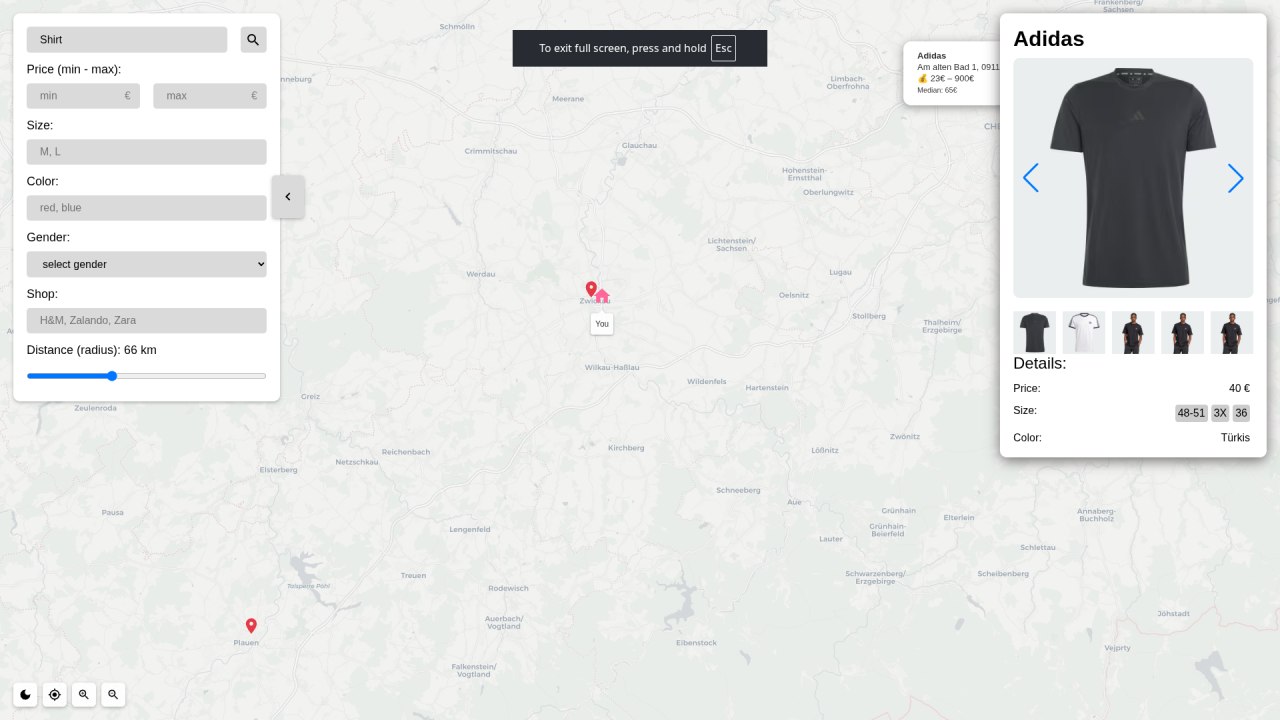 Shirt
Price (min - max):
min €
max €
Size:
M, L
Color:
red, blue
Gender:
select gender
Shop:
H&M, Zalando, Zara
Distance (radius): 66 km
To exit full screen, press and hold Esc
Adidas
Am alten Bad 1, 0911
💰 23€ – 900€
Median: 65€
Adidas
Details:
Price: 40 €
Size: 48-51 3X 36
Color: Türkis
You
Frankenberg/
Sachsen
Schmölln
Limbach-
Oberfrohna
Meerane
Glauchau
Crimmitschau
Hohenstein-
Ernstthal
Oberlungwitz
Lichtenstein/
Sachsen
Werdau
Lugau
Oelsnitz
Stollberg
Thalheim/
Erzgebirge
Wilkau-Haßlau
Wildenfels
Hartenstein
Greiz
Zeulenroda
Zwönitz
Kirchberg
Lößnitz
Reichenbach
Netzschkau
Elsterberg
Schneeberg
Aue
Pausa
Grünhain
Elterlein
Annaberg-
Buchholz
Lengenfeld
Grünhain-
Beierfeld
Lauter
Schlettau
Treuen
Schwarzenberg/
Erzgebirge
Scheibenberg
Talsperre Pöhl
Rodewisch
Jöhstadt
Auerbach/
Vogtland
Plauen
Eibenstock
Vejprty
Falkenstein/
Vogtland